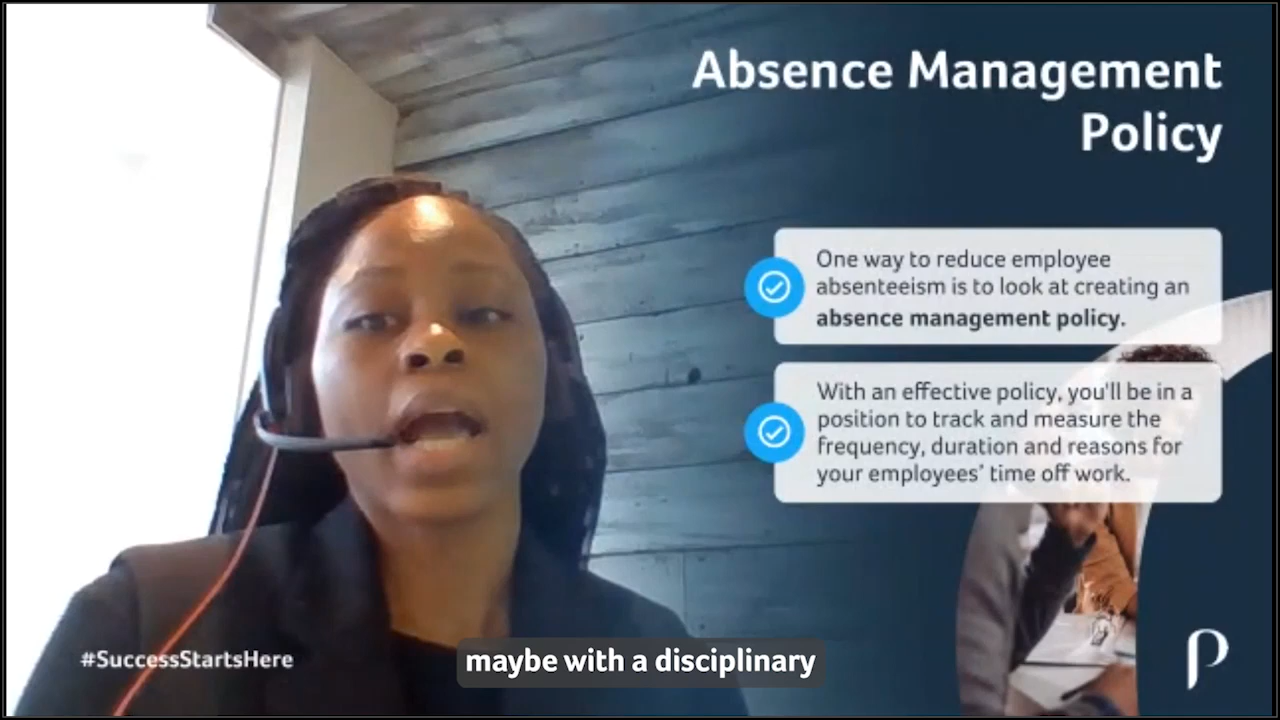 Absence Management
Policy
One way to reduce employee
absenteeism is to look at creating an
absence management policy.
With an effective policy, you'll be in a
position to track and measure the
frequency, duration and reasons for
your employees' time off work.
#SuccessStartsHere
maybe with a disciplinary